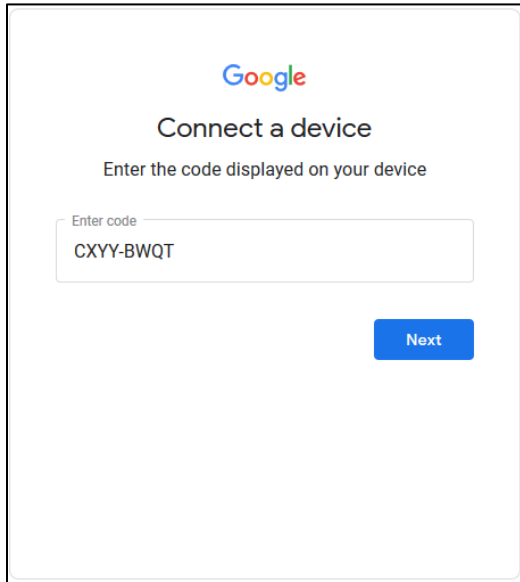 Google
Connect a device
Enter the code displayed on your device
Enter code
CXYY-BWQT
Next